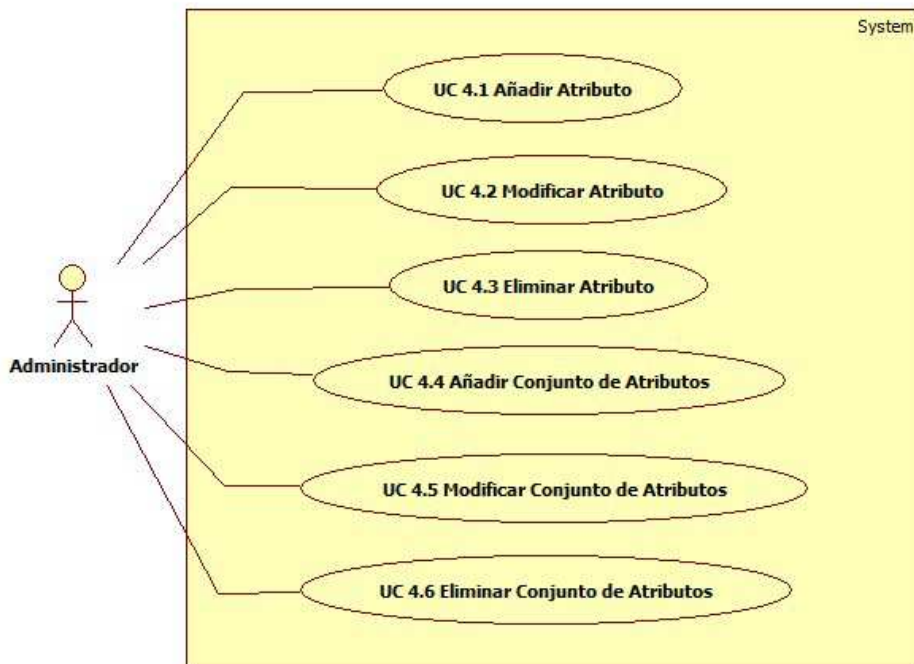 System
UC 4.1 Añadir Atributo
UC 4.2 Modificar Atributo
UC 4.3 Eliminar Atributo
Administrador
UC 4.4 Añadir Conjunto de Atributos
UC 4.5 Modificar Conjunto de Atributos
UC 4.6 Eliminar Conjunto de Atributos